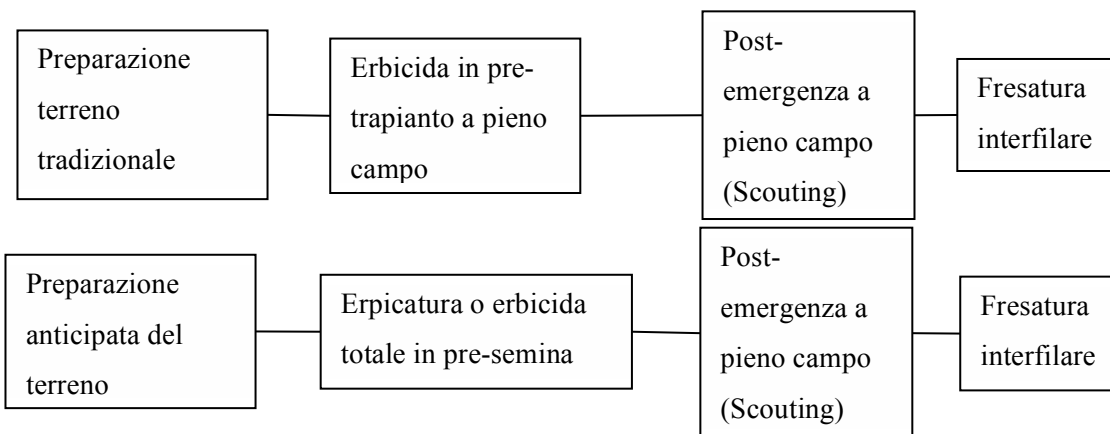 Preparazione
terreno
tradizionale
Erbicida in pre-
trapianto a pieno
campo
Post-
emergenza a
pieno campo
(Scouting)
Fresatura
interfilare
Preparazione
anticipata del
terreno
Erpicatura o erbicida
totale in pre-semina
Post-
emergenza a
pieno campo
(Scouting)
Fresatura
interfilare